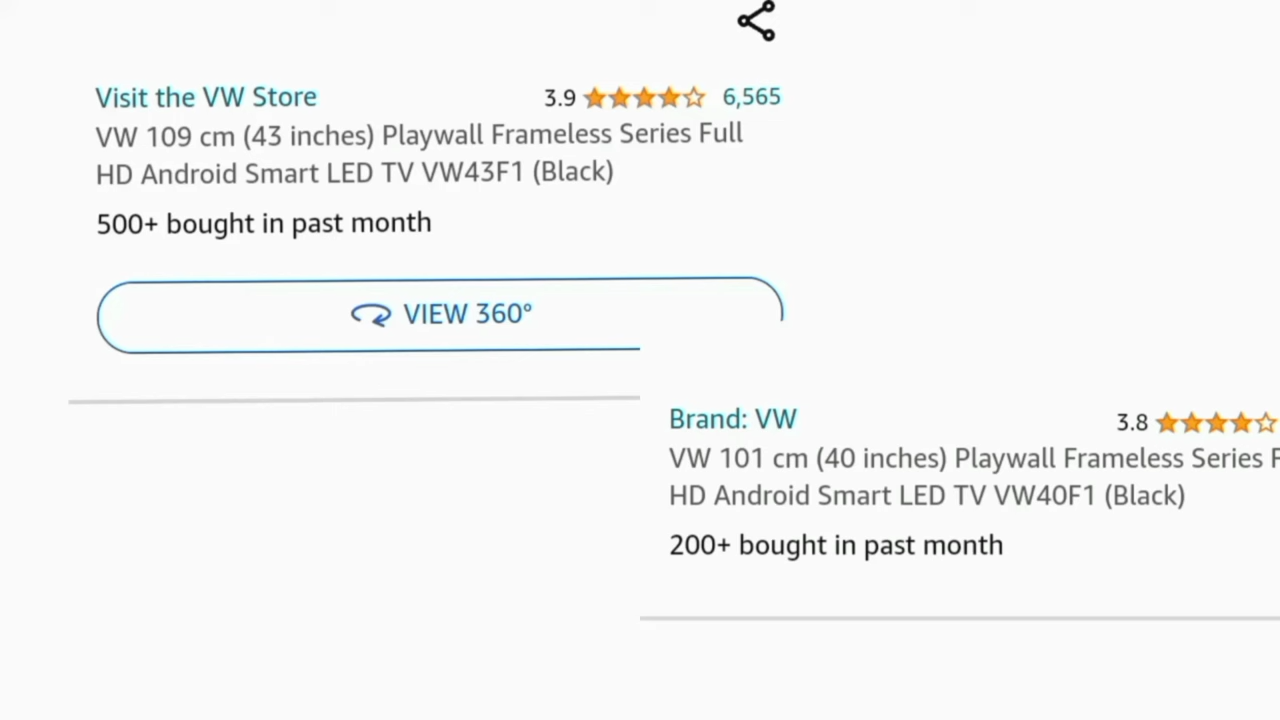 Visit the VW Store 3.9 6,565
VW 109 cm (43 inches) Playwall Frameless Series Full
HD Android Smart LED TV VW43F1 (Black)
500+ bought in past month
VIEW 360°
Brand: VW 3.8
VW 101 cm (40 inches) Playwall Frameless Series
HD Android Smart LED TV VW40F1 (Black)
200+ bought in past month